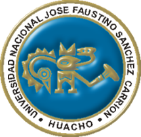 UNIVERSIDAD NACIONAL JOSE FAUSTINO SANCHEZ CARRION
• HUACHO •